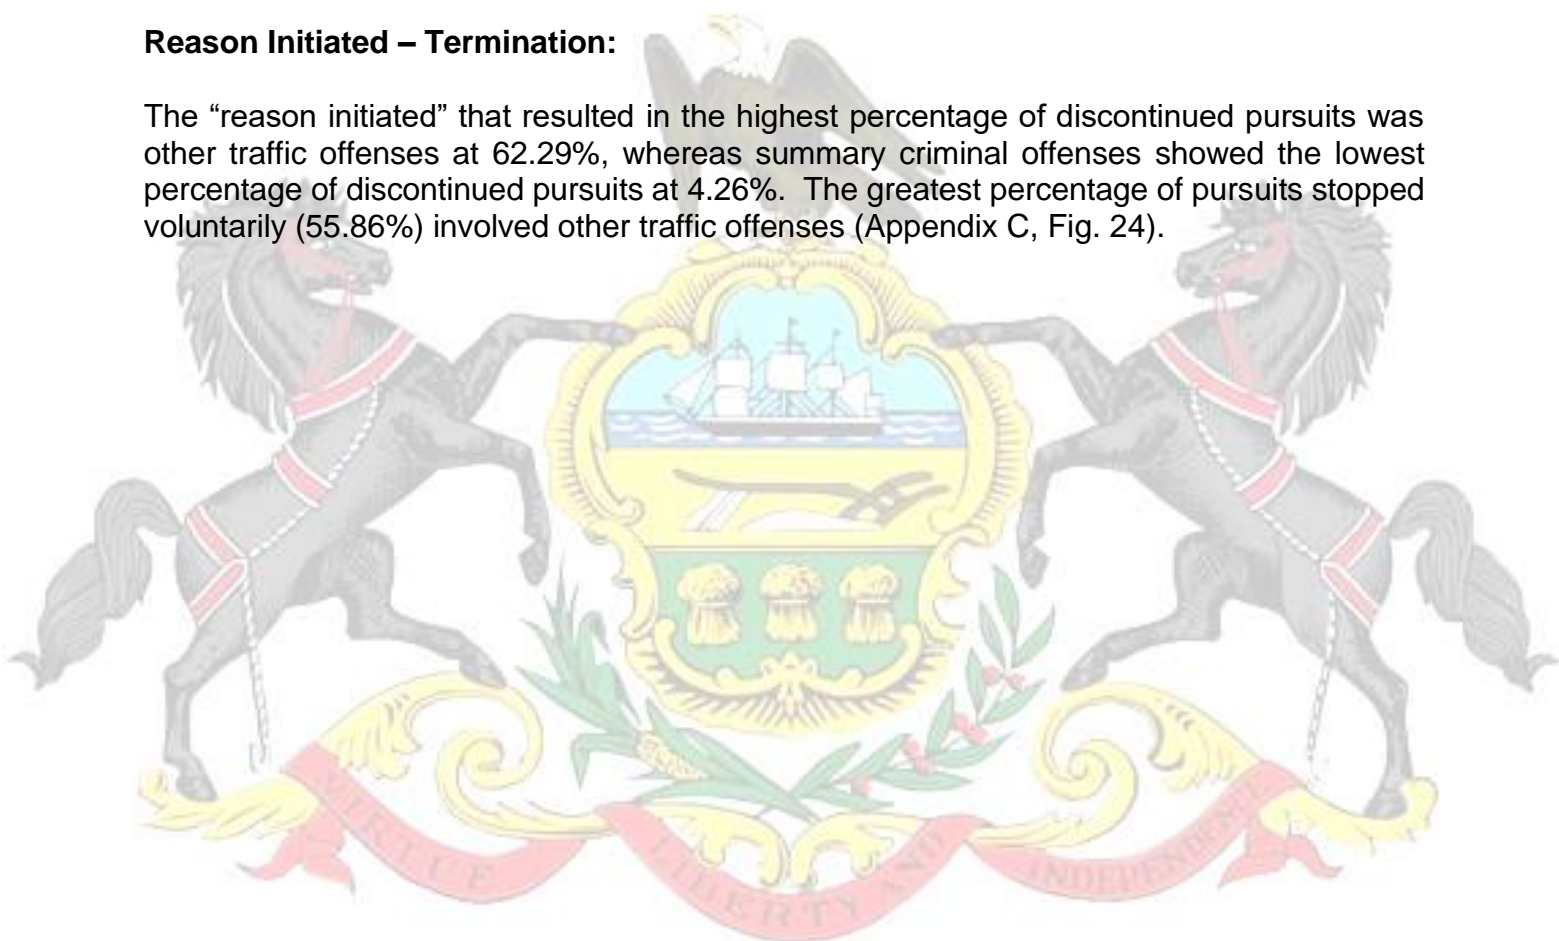 Reason Initiated – Termination:
The “reason initiated” that resulted in the highest percentage of discontinued pursuits was
other traffic offenses at 62.29%, whereas summary criminal offenses showed the lowest
percentage of discontinued pursuits at 4.26%.  The greatest percentage of pursuits stopped
voluntarily (55.86%) involved other traffic offenses (Appendix C, Fig. 24).
VIRTUE LIBERTY AND INDEPENDENCE